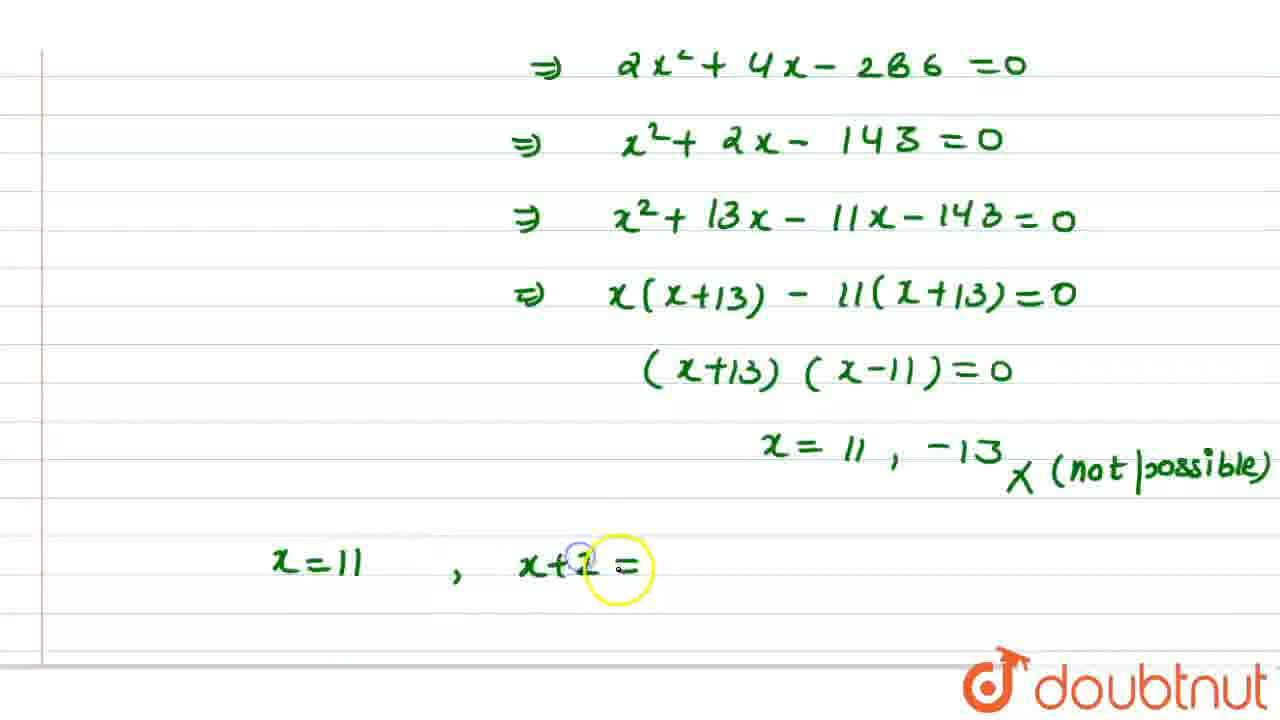 ⇒ 2x² + 4x - 286 = 0
⇒ x² + 2x - 143 = 0
⇒ x² + 13x - 11x - 143 = 0
⇒ x(x+13) - 11(x+13) = 0
(x+13) (x-11) = 0
x = 11, -13 × (not possible)
x = 11 , x+2 =
doubtnut